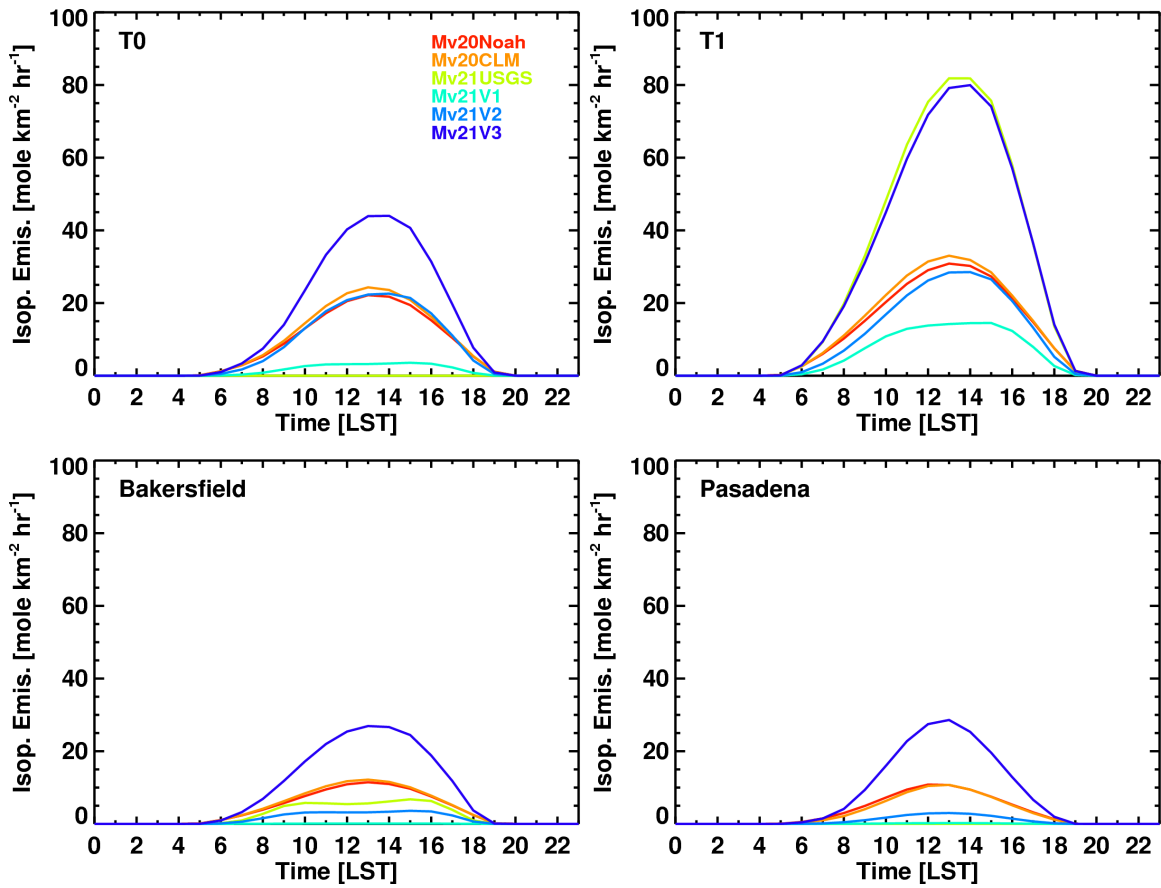 T0
Mv20Noah
Mv20CLM
Mv21USGS
Mv21V1
Mv21V2
Mv21V3
100
80
60
40
20
0
Isop. Emis. [mole km-2 hr-1]
0 2 4 6 8 10 12 14 16 18 20 22
Time [LST]
T1
100
80
60
40
20
0
Isop. Emis. [mole km-2 hr-1]
0 2 4 6 8 10 12 14 16 18 20 22
Time [LST]
Bakersfield
100
80
60
40
20
0
Isop. Emis. [mole km-2 hr-1]
0 2 4 6 8 10 12 14 16 18 20 22
Time [LST]
Pasadena
100
80
60
40
20
0
Isop. Emis. [mole km-2 hr-1]
0 2 4 6 8 10 12 14 16 18 20 22
Time [LST]